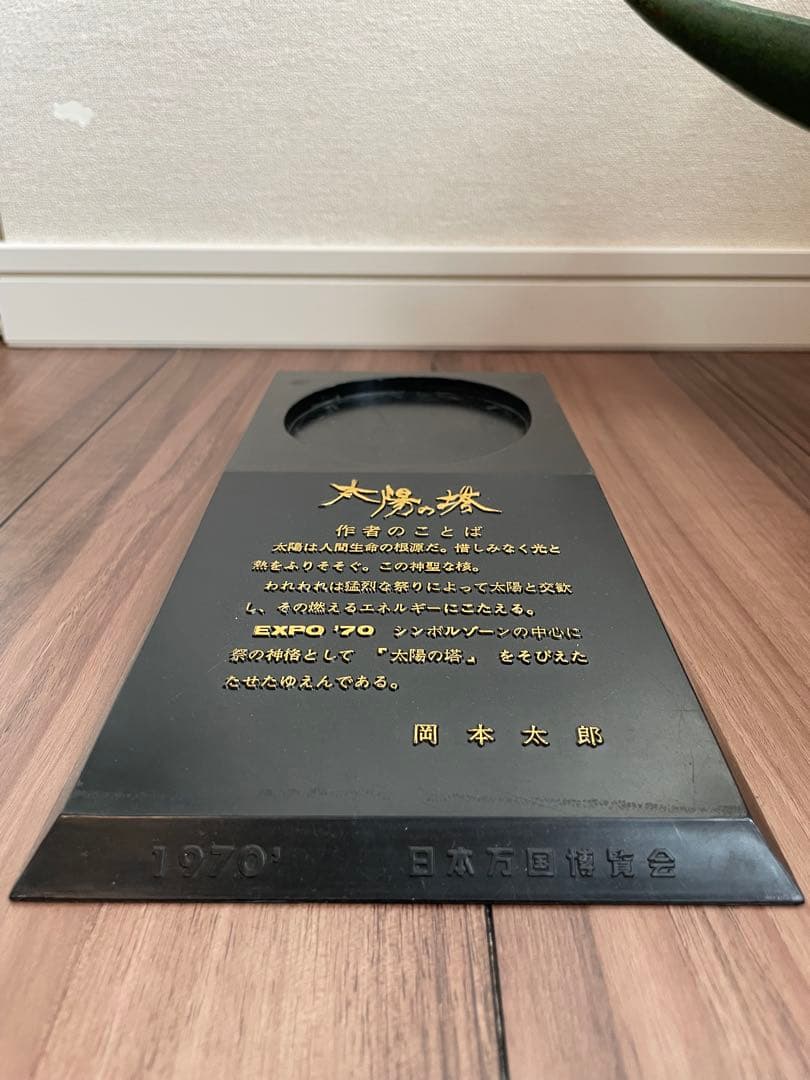 太陽の塔
作者のことば
太陽は人間生命の根源だ。惜しみなく光と
熱をふりそそぐ。この神聖な核。
われわれは猛烈な祭りによって太陽と交歓
し、その燃えるエネルギーにこたえる。
EXPO '70 シンボルゾーンの中心に
祭の神格として 『太陽の塔』 をそびえた
たせたゆえんである。
岡本太郎
1970' 日本万国博覧会